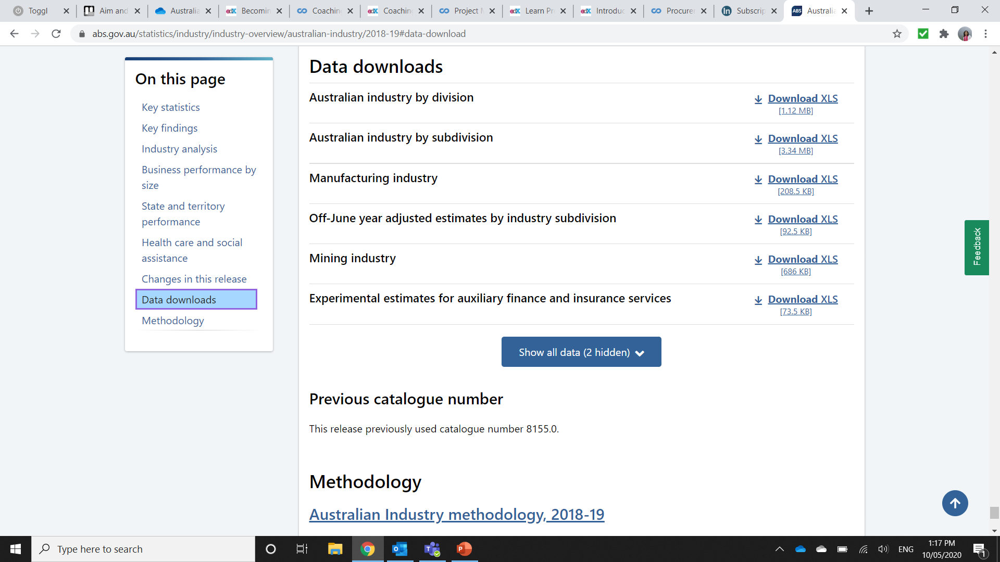 Toggl
Aim and
Australia
Becomin
Coaching
Coaching
Project M
Learn Pr
Introduc
Procurem
Subscrip
ABS
Australia
abs.gov.au/statistics/industry/industry-overview/australian-industry/2018-19#data-download
On this page
Key statistics
Key findings
Industry analysis
Business performance by
size
State and territory
performance
Health care and social
assistance
Changes in this release
Data downloads
Methodology
Data downloads
Australian industry by division
Download XLS
[1.12 MB]
Australian industry by subdivision
Download XLS
[3.34 MB]
Manufacturing industry
Download XLS
[208.5 KB]
Off-June year adjusted estimates by industry subdivision
Download XLS
[92.5 KB]
Mining industry
Download XLS
[686 KB]
Experimental estimates for auxiliary finance and insurance services
Download XLS
[73.5 KB]
Show all data (2 hidden)
Previous catalogue number
This release previously used catalogue number 8155.0.
Methodology
Australian Industry methodology, 2018-19
Feedback
Type here to search
ENG
1:17 PM
10/05/2020
1